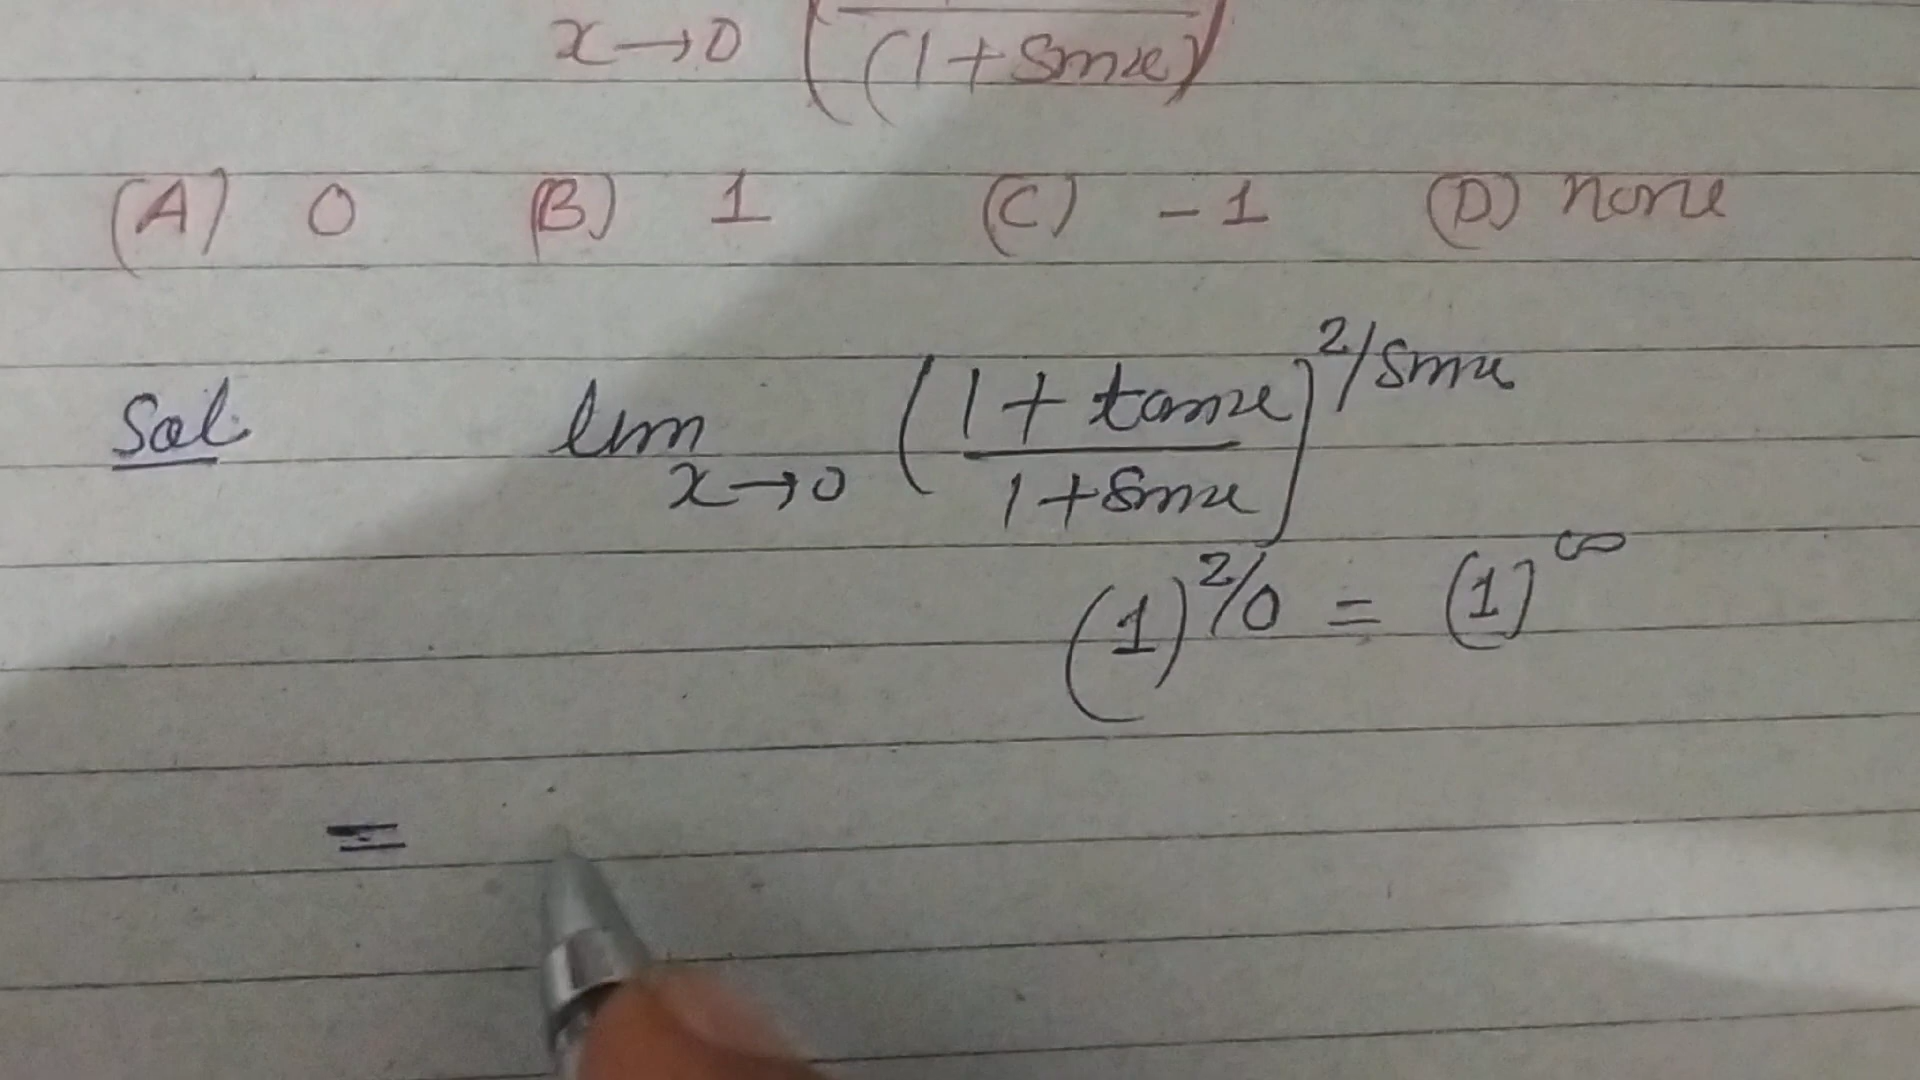 x→0 ( / (1+sinx) )
(A) 0 (B) 1 (C) -1 (D) none
Sol lim x→0 ( (1+tanx) / (1+sinx) )^2/sinx
(1)^2/0 = (1)^∞
=